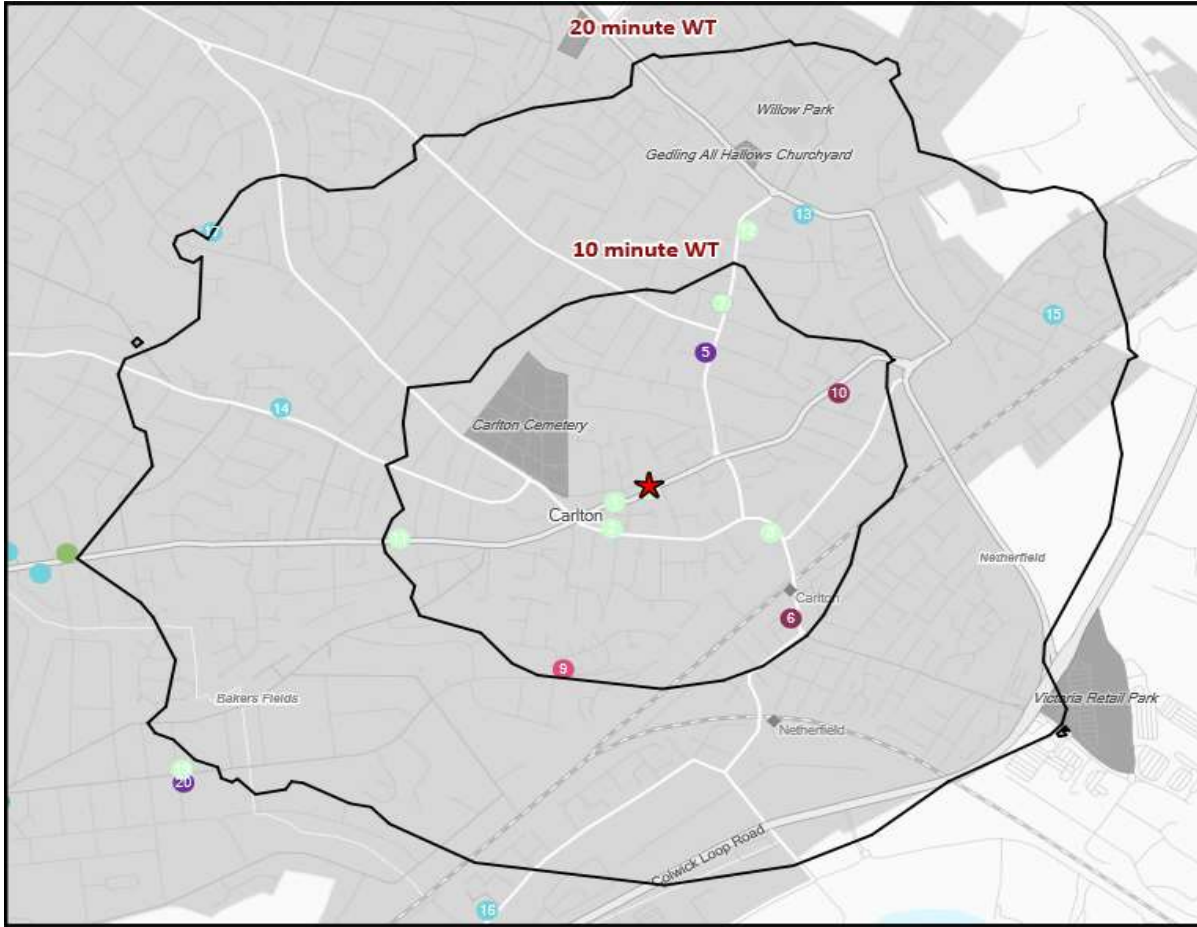 20 minute WT
Willow Park
Gedling All Hallows Churchyard
13
10 minute WT
15
5
10
14
Carlton Cemetery
Carlton
Netherfield
Carlton
6
9
Bakers Fields
Victoria Retail Park
Netherfield
20
Colwick Loop Road
16